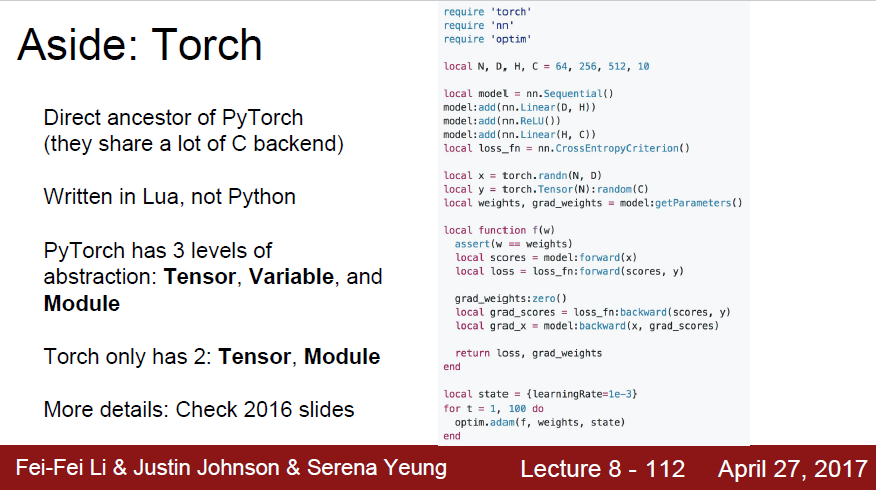 Aside: Torch
Direct ancestor of PyTorch
(they share a lot of C backend)
Written in Lua, not Python
PyTorch has 3 levels of
abstraction: Tensor, Variable, and
Module
Torch only has 2: Tensor, Module
More details: Check 2016 slides
require 'torch'
require 'nn'
require 'optim'
local N, D, H, C = 64, 256, 512, 10
local model = nn.Sequential()
model:add(nn.Linear(D, H))
model:add(nn.ReLU())
model:add(nn.Linear(H, C))
local loss_fn = nn.CrossEntropyCriterion()
local x = torch.randn(N, D)
local y = torch.Tensor(N):random(C)
local weights, grad_weights = model:getParameters()
local function f(w)
  assert(w == weights)
  local scores = model:forward(x)
  local loss = loss_fn:forward(scores, y)
  grad_weights:zero()
  local grad_scores = loss_fn:backward(scores, y)
  local grad_x = model:backward(x, grad_scores)
  return loss, grad_weights
end
local state = {learningRate=1e-3}
for t = 1, 100 do
  optim.adam(f, weights, state)
end
Fei-Fei Li & Justin Johnson & Serena Yeung Lecture 8 - 112 April 27, 2017